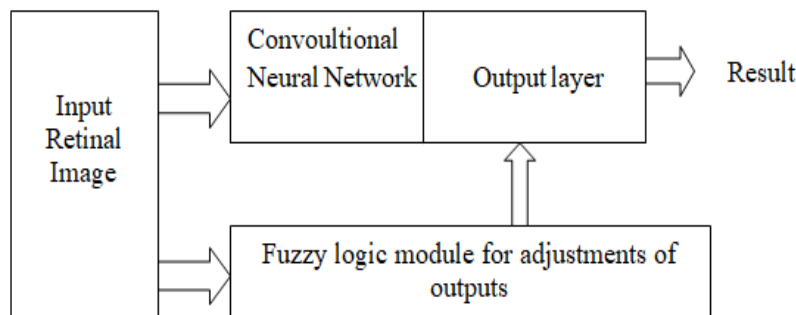 Input
Retinal
Image
Convoultional
Neural Network
Output layer
Result
Fuzzy logic module for adjustments of
outputs